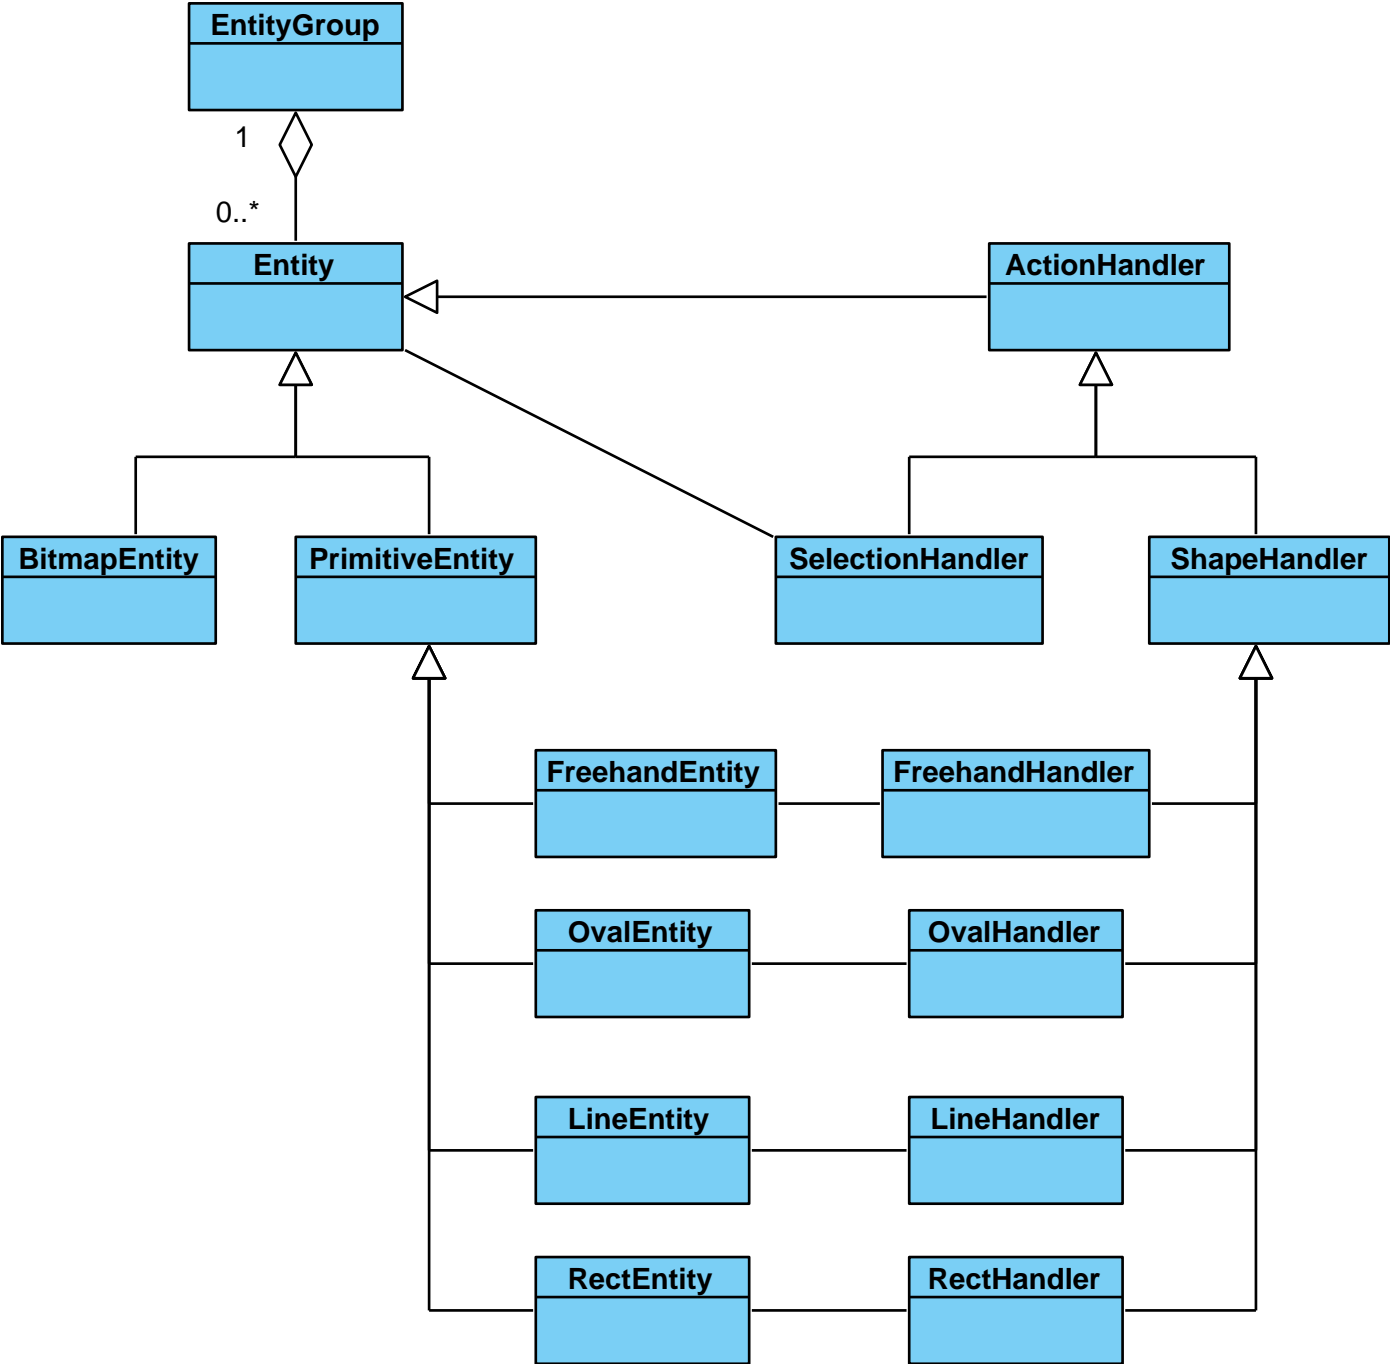 EntityGroup
1
0..*
Entity
ActionHandler
BitmapEntity
PrimitiveEntity
SelectionHandler
ShapeHandler
FreehandEntity
FreehandHandler
OvalEntity
OvalHandler
LineEntity
LineHandler
RectEntity
RectHandler